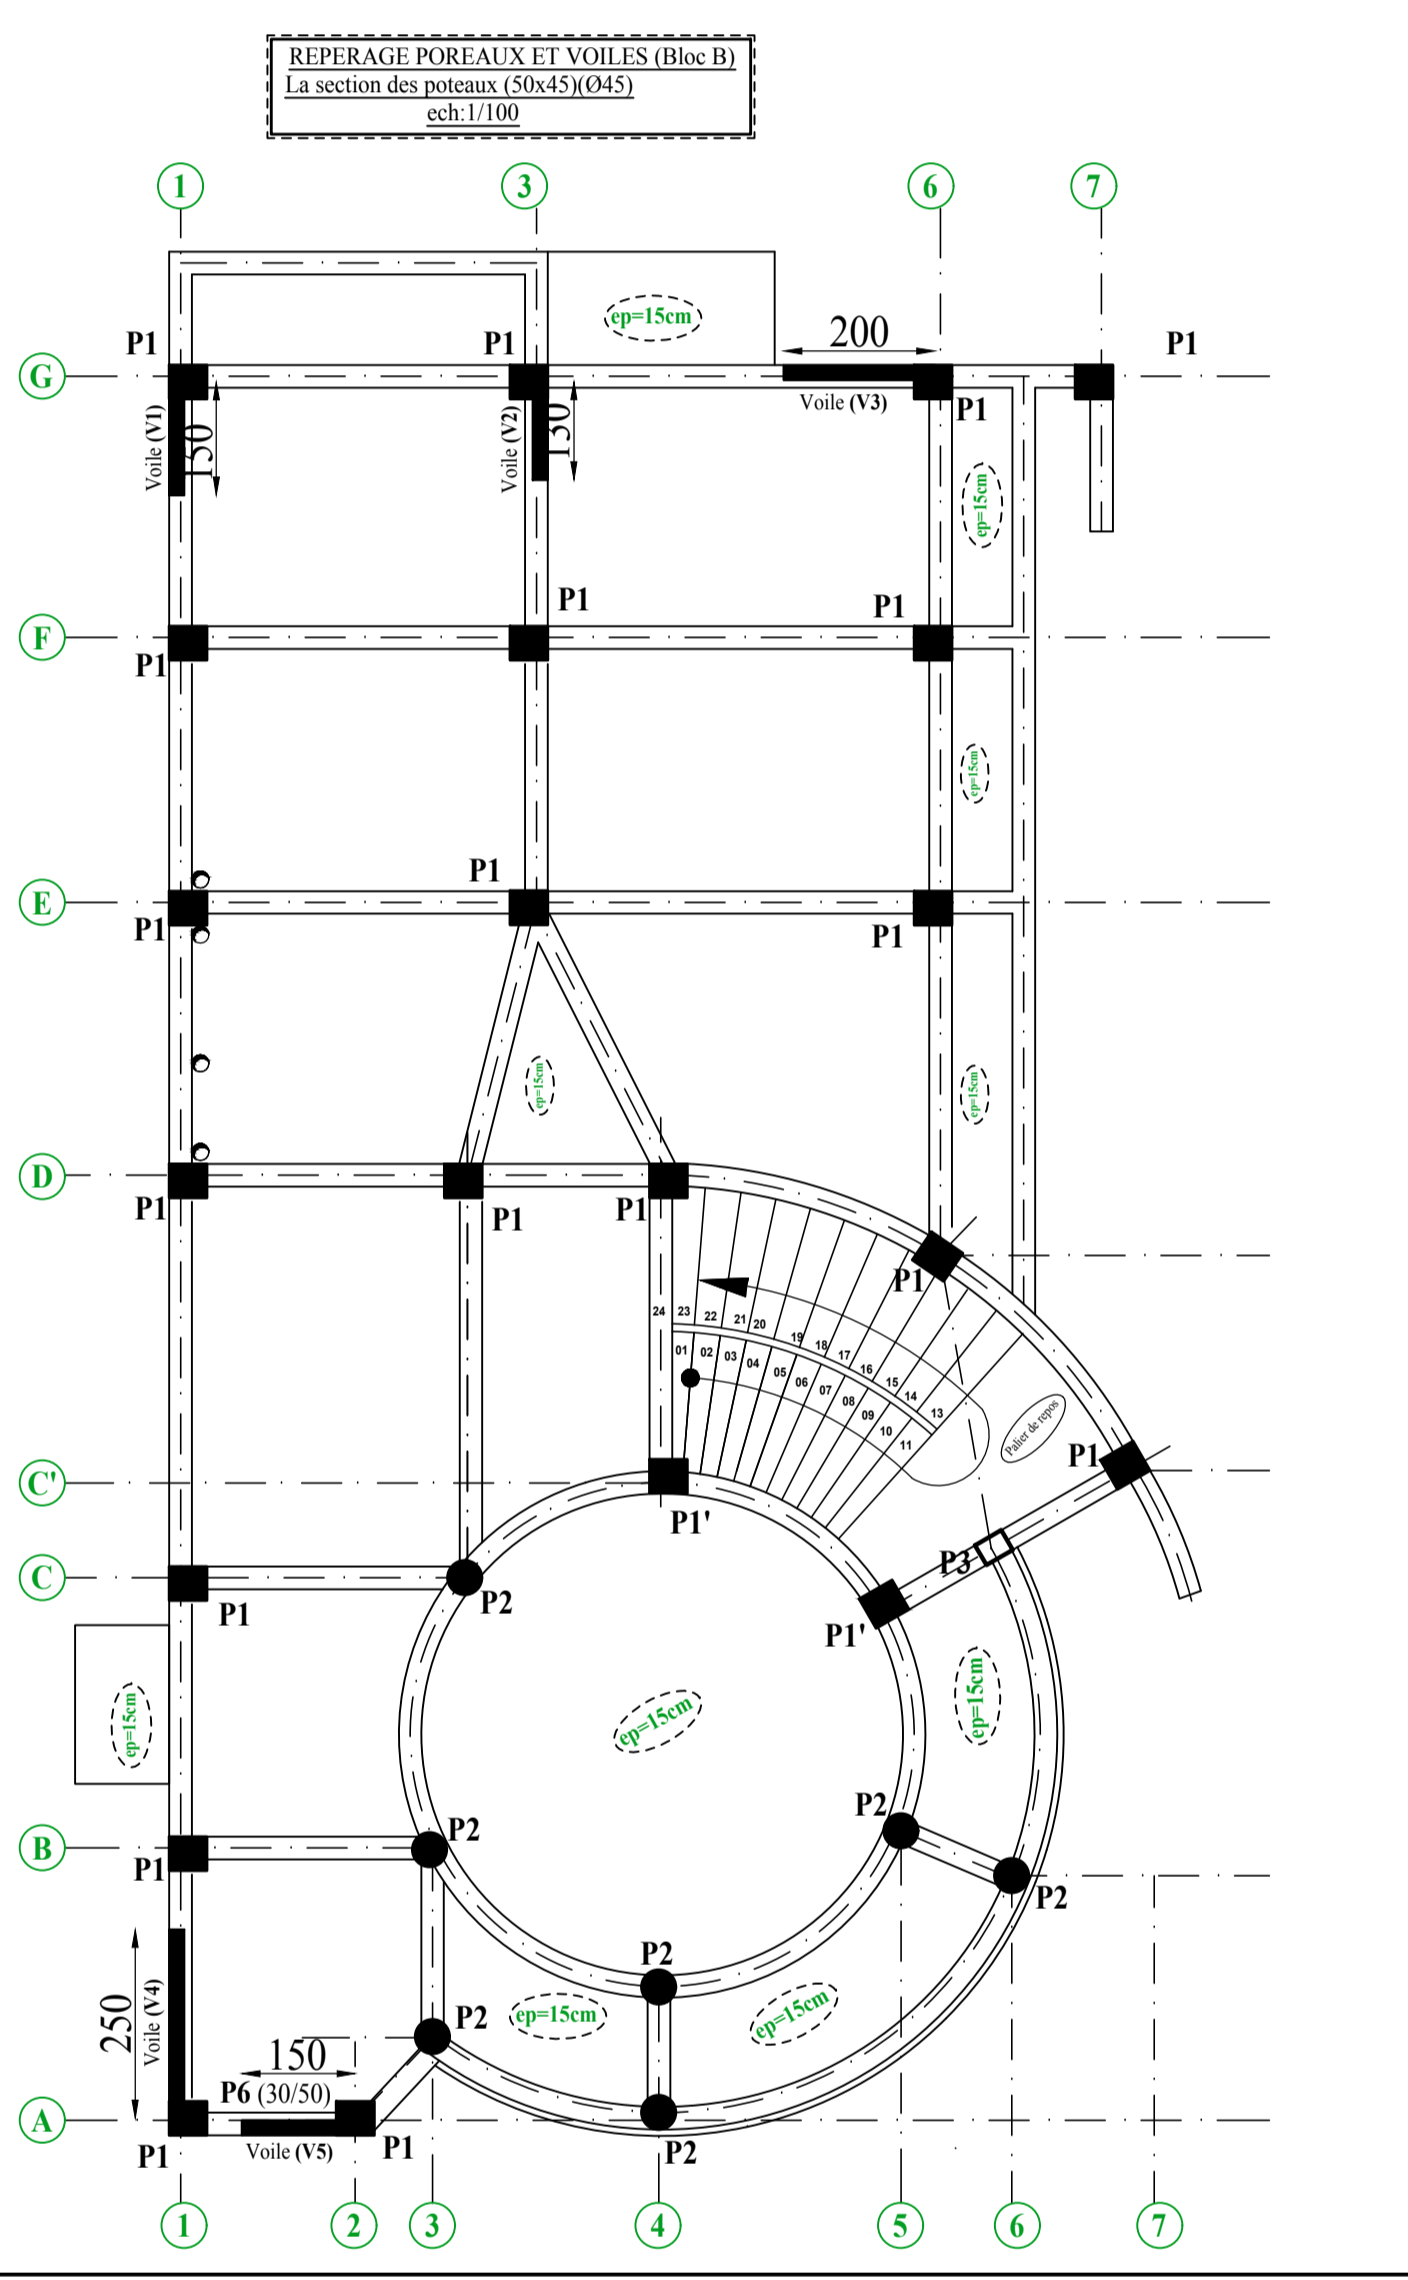 REPERAGE POREAUX ET VOILES (Bloc B)
La section des poteaux (50x45)(Ø45)
ech:1/100
1
3
6
7
ep=15cm
200
P1
P1
P1
G
Voile (V3)
P1
Voile (V1)
150
Voile (V2)
130
ep=15cm
P1
P1
F
P1
ep=15cm
P1
E
P1
P1
ep=15cm
ep=15cm
D
P1
P1
P1
P1
24
23
22
21
20
19
18
17
16
15
14
13
01
02
03
04
05
06
07
08
09
10
11
Palier de repos
P1
C'
P1'
P3
C
P2
P1
P1'
ep=15cm
ep=15cm
ep=15cm
P2
P2
B
P1
P2
P2
250
Voile (V4)
P2
ep=15cm
ep=15cm
150
P6 (30/50)
A
P1
Voile (V5)
P1
P2
1
2
3
4
5
6
7